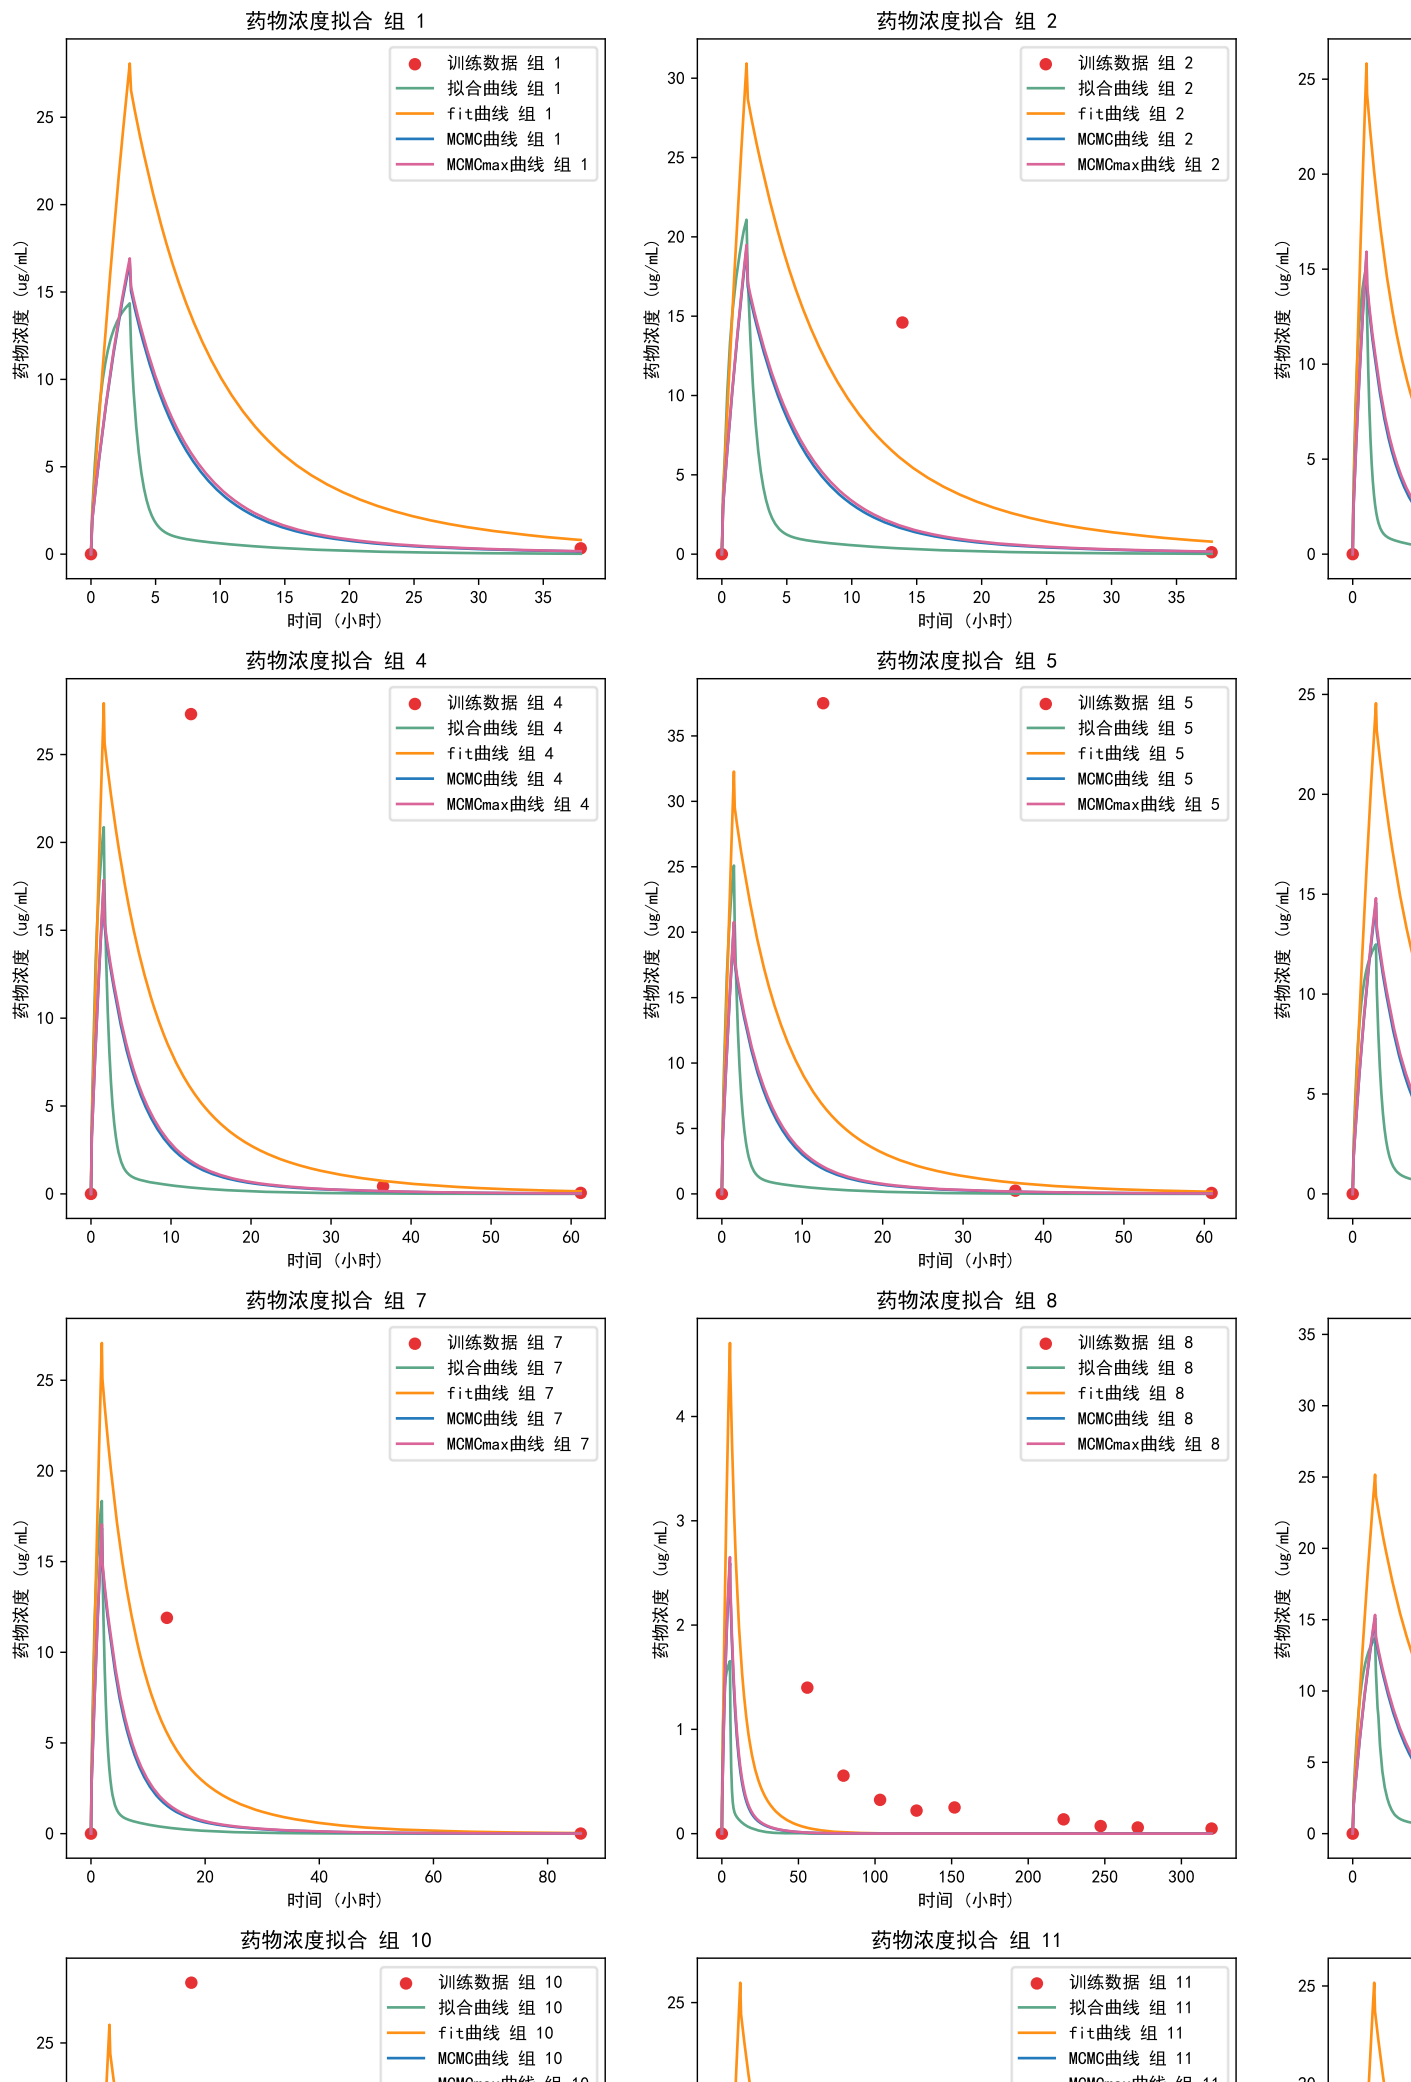 药物浓度拟合 组 1
训练数据 组 1
拟合曲线 组 1
fit曲线 组 1
MCMC曲线 组 1
MCMCmax曲线 组 1
药物浓度 (ug/mL)
25
20
15
10
5
0
0 5 10 15 20 25 30 35
时间 (小时)
药物浓度拟合 组 2
训练数据 组 2
拟合曲线 组 2
fit曲线 组 2
MCMC曲线 组 2
MCMCmax曲线 组 2
药物浓度 (ug/mL)
30
25
20
15
10
5
0
0 5 10 15 20 25 30 35
时间 (小时)
药物浓度 (ug/mL)
25
20
15
10
5
0
0
药物浓度拟合 组 4
训练数据 组 4
拟合曲线 组 4
fit曲线 组 4
MCMC曲线 组 4
MCMCmax曲线 组 4
药物浓度 (ug/mL)
25
20
15
10
5
0
0 10 20 30 40 50 60
时间 (小时)
药物浓度拟合 组 5
训练数据 组 5
拟合曲线 组 5
fit曲线 组 5
MCMC曲线 组 5
MCMCmax曲线 组 5
药物浓度 (ug/mL)
35
30
25
20
15
10
5
0
0 10 20 30 40 50 60
时间 (小时)
药物浓度 (ug/mL)
25
20
15
10
5
0
0
药物浓度拟合 组 7
训练数据 组 7
拟合曲线 组 7
fit曲线 组 7
MCMC曲线 组 7
MCMCmax曲线 组 7
药物浓度 (ug/mL)
25
20
15
10
5
0
0 20 40 60 80
时间 (小时)
药物浓度拟合 组 8
训练数据 组 8
拟合曲线 组 8
fit曲线 组 8
MCMC曲线 组 8
MCMCmax曲线 组 8
药物浓度 (ug/mL)
4
3
2
1
0
0 50 100 150 200 250 300
时间 (小时)
药物浓度 (ug/mL)
35
30
25
20
15
10
5
0
0
药物浓度拟合 组 10
训练数据 组 10
拟合曲线 组 10
fit曲线 组 10
MCMC曲线 组 10
25
药物浓度拟合 组 11
训练数据 组 11
拟合曲线 组 11
fit曲线 组 11
MCMC曲线 组 11
25
25